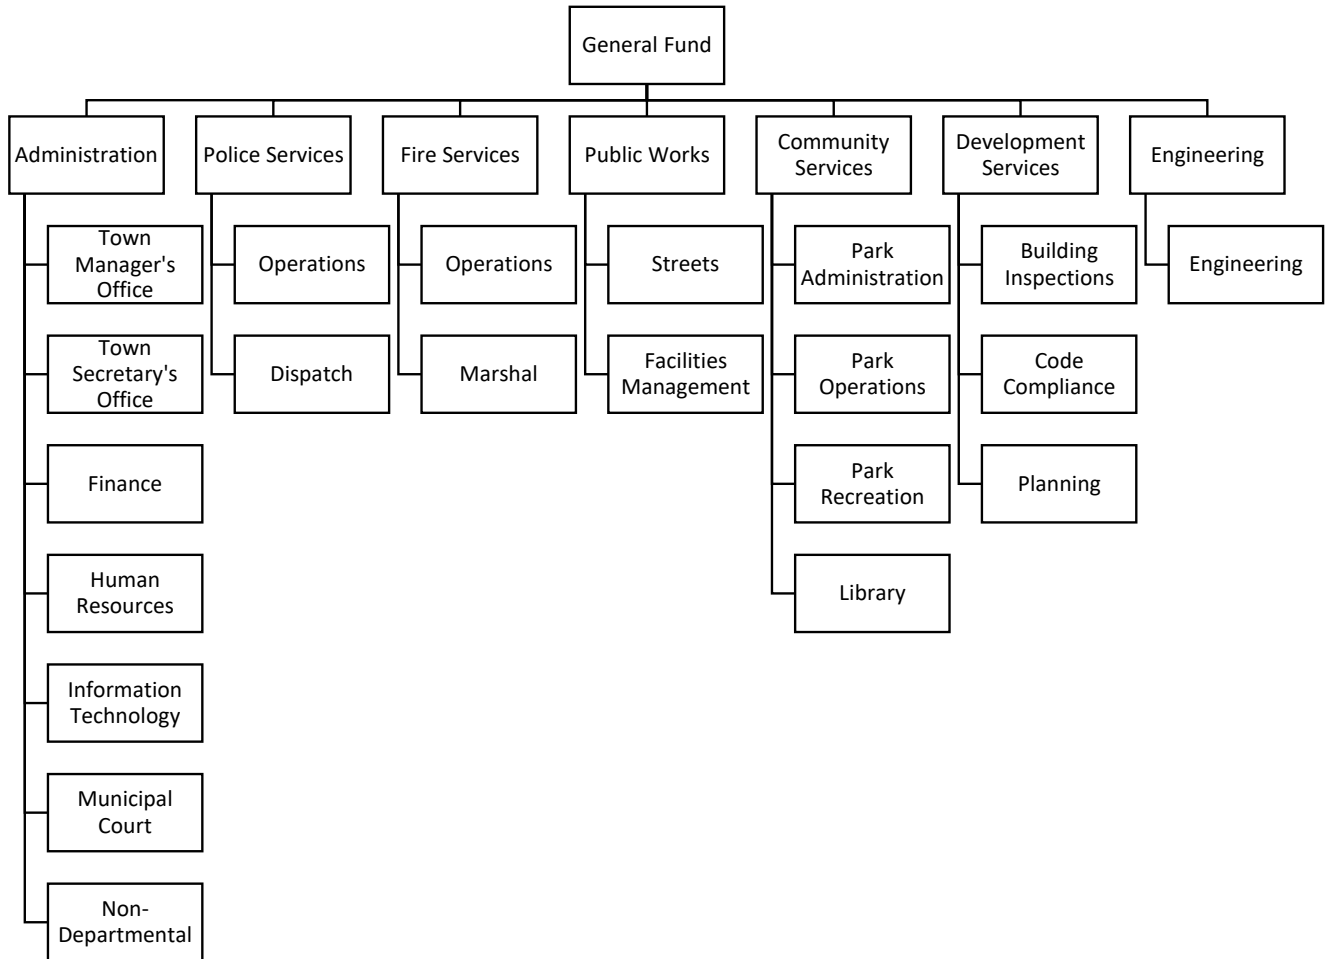 General Fund
Administration
Police Services
Fire Services
Public Works
Community
Services
Development
Services
Engineering
Town
Manager's
Office
Operations
Operations
Streets
Park
Administration
Building
Inspections
Engineering
Town
Secretary's
Office
Dispatch
Marshal
Facilities
Management
Park
Operations
Code
Compliance
Finance
Park
Recreation
Planning
Human
Resources
Library
Information
Technology
Municipal
Court
Non-
Departmental